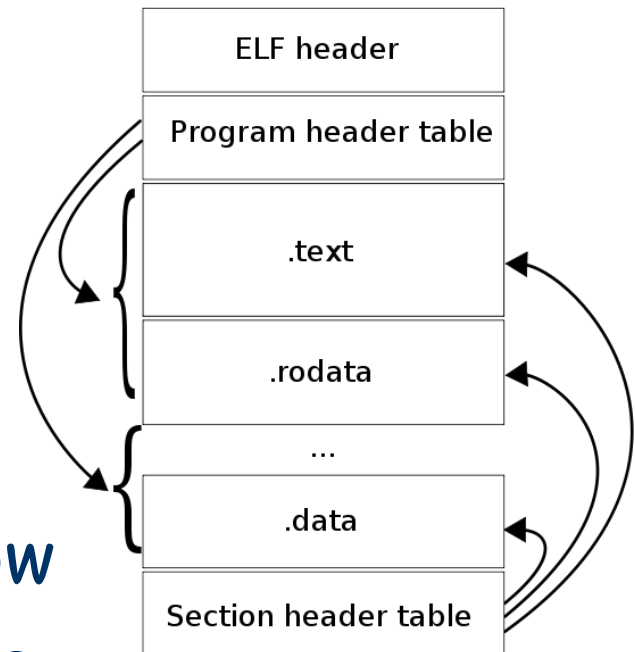 ELF header
Program header table
.text
.rodata
...
.data
Section header table